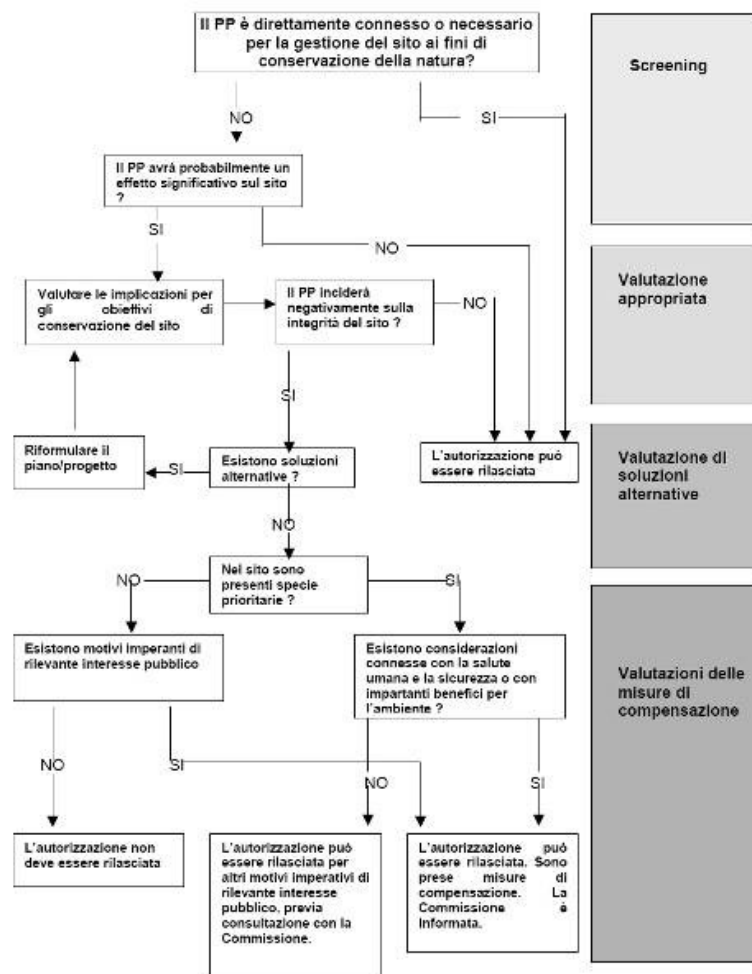 Il PP è direttamente connesso o necessario
per la gestione del sito ai fini di
conservazione della natura?
Screening
NO
SI
Il PP avrà probabilmente un
effetto significativo sul sito
?
SI
NO
Valutazione
appropriata
Valutare le implicazioni per
gli obiettivi di
conservazione del sito
Il PP inciderà
negativamente sulla
integrità del sito ?
NO
SI
Riformulare il
piano/progetto
SI
Esistono soluzioni
alternative ?
L'autorizzazione può
essere rilasciata
Valutazione di
soluzioni
alternative
NO
Nel sito sono
presenti specie
prioritarie ?
NO
SI
Esistono motivi imperanti di
rilevante interesse pubblico
Esistono considerazioni
connesse con la salute
umana e la sicurezza o con
impartanti benefici per
l'ambiente ?
Valutazioni delle
misure di
compensazione
NO
SI
NO
SI
L'autorizzazione non
deve essere rilasciata
L'autorizzazione può
essere rilasciata per
altri motivi imperativi di
rilevante interesse
pubblico, previa
consultazione con la
Commissione.
L'autorizzazione può
essere rilasciata. Sono
prese misure di
compensazione. La
Commissione è
informata.